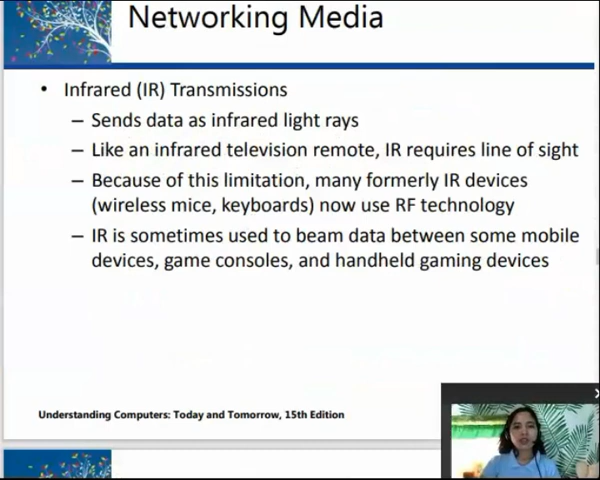 Networking Media
• Infrared (IR) Transmissions
– Sends data as infrared light rays
– Like an infrared television remote, IR requires line of sight
– Because of this limitation, many formerly IR devices
(wireless mice, keyboards) now use RF technology
– IR is sometimes used to beam data between some mobile
devices, game consoles, and handheld gaming devices
Understanding Computers: Today and Tomorrow, 15th Edition